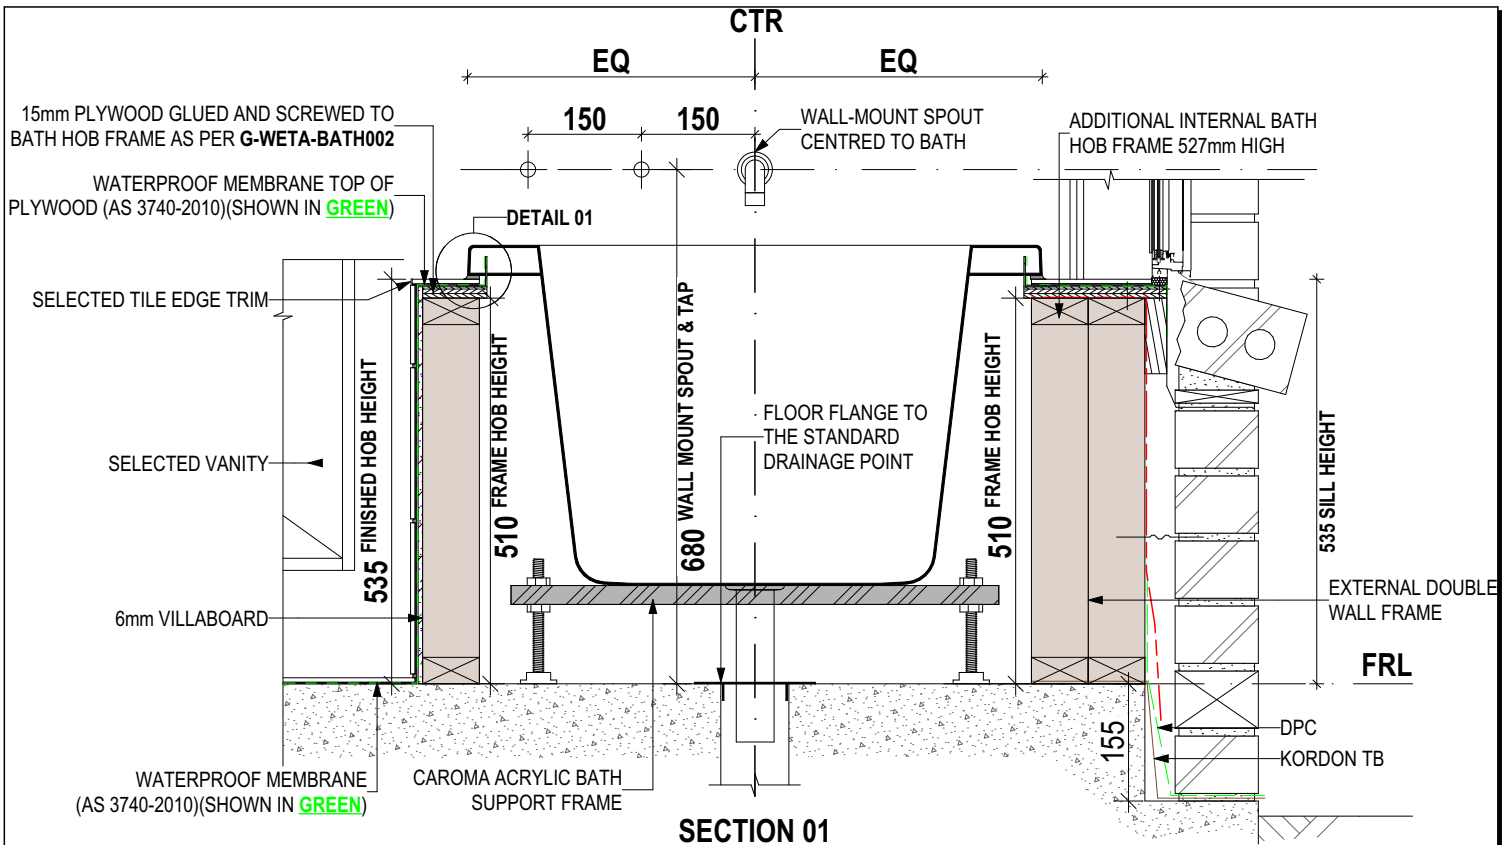 CTR
EQ
EQ
15mm PLYWOOD GLUED AND SCREWED TO
BATH HOB FRAME AS PER G-WETA-BATH002
150
150
WALL-MOUNT SPOUT
CENTRED TO BATH
ADDITIONAL INTERNAL BATH
HOB FRAME 527mm HIGH
WATERPROOF MEMBRANE TOP OF
PLYWOOD (AS 3740-2010)(SHOWN IN GREEN)
DETAIL 01
SELECTED TILE EDGE TRIM
SELECTED VANITY
535 FINISHED HOB HEIGHT
510 FRAME HOB HEIGHT
680 WALL MOUNT SPOUT & TAP
FLOOR FLANGE TO
THE STANDARD
DRAINAGE POINT
510 FRAME HOB HEIGHT
535 SILL HEIGHT
6mm VILLABOARD
EXTERNAL DOUBLE
WALL FRAME
FRL
155
DPC
KORDON TB
WATERPROOF MEMBRANE
(AS 3740-2010)(SHOWN IN GREEN)
CAROMA ACRYLIC BATH
SUPPORT FRAME
SECTION 01